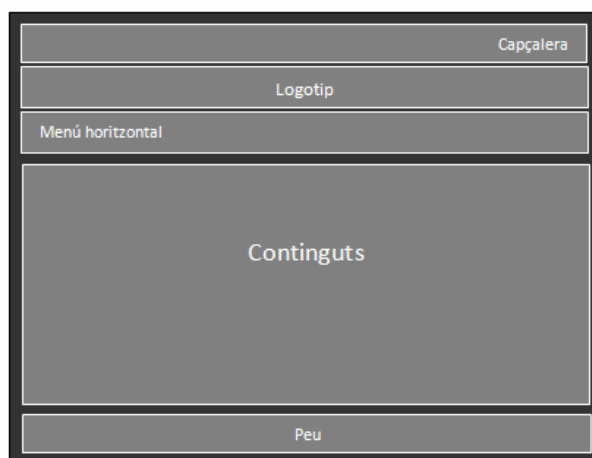 Capçalera
Logotip
Menú horitzontal
Continguts
Peu